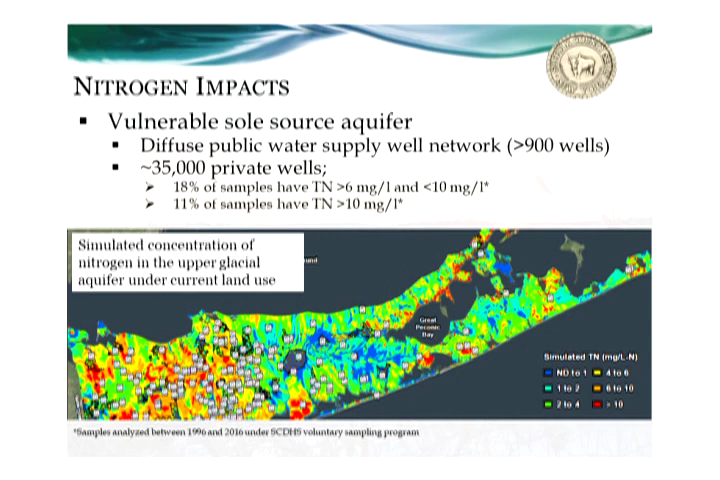 NITROGEN IMPACTS
Vulnerable sole source aquifer
Diffuse public water supply well network (>900 wells)
~35,000 private wells;
18% of samples have TN >6 mg/l and <10 mg/l*
11% of samples have TN >10 mg/l*
Simulated concentration of
nitrogen in the upper glacial
aquifer under current land use
Great
Peconic
Bay
Simulated TN (mg/L-N)
ND to 1
4 to 6
1 to 2
6 to 10
2 to 4
> 10
*Samples analyzed between 1996 and 2016 under SCDHS voluntary sampling program